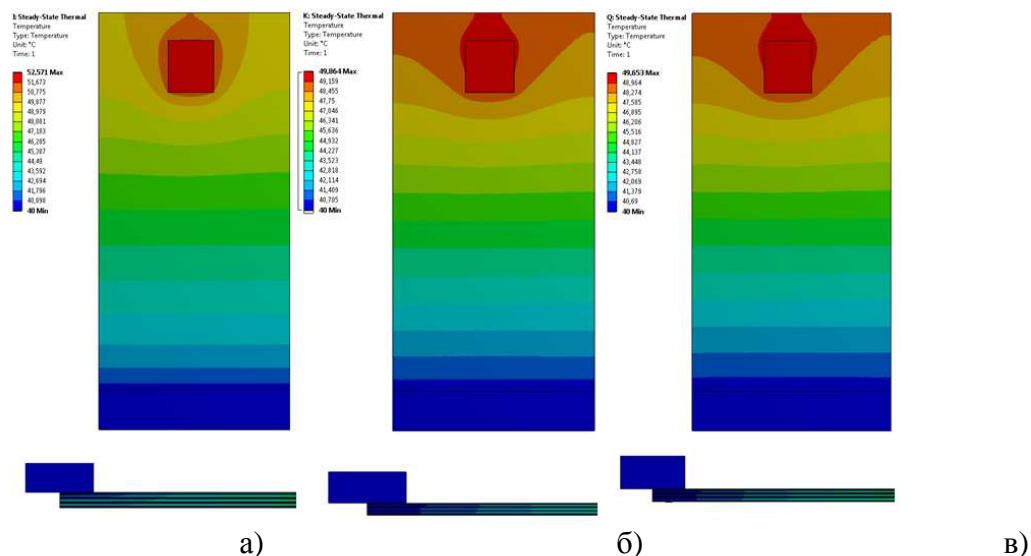 I: Steady-State Thermal
Temperature
Type: Temperature
Unit: °C
Time: 1
52,571 Max
51,673
50,775
49,877
48,979
48,081
47,183
46,285
45,387
44,49
43,592
42,694
41,796
40,898
40 Min
K: Steady-State Thermal
Temperature
Type: Temperature
Unit: °C
Time: 1
49,864 Max
49,159
48,455
47,75
47,046
46,341
45,636
44,932
44,227
43,523
42,818
42,114
41,409
40,705
40 Min
Q: Steady-State Thermal
Temperature
Type: Temperature
Unit: °C
Time: 1
49,653 Max
48,964
48,274
47,585
46,895
46,206
45,516
44,827
44,137
43,448
42,758
42,069
41,379
40,69
40 Min
а) б) в)